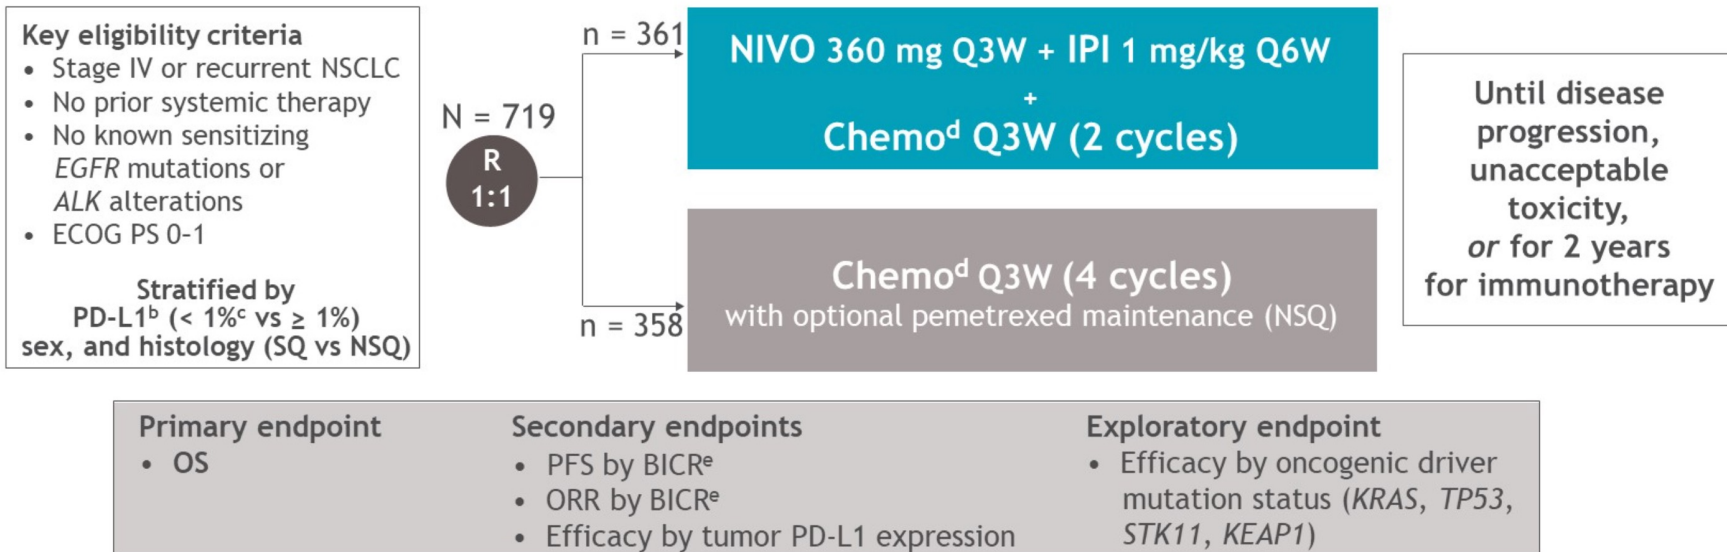 Key eligibility criteria
• Stage IV or recurrent NSCLC
• No prior systemic therapy
• No known sensitizing
EGFR mutations or
ALK alterations
• ECOG PS 0–1
Stratified by
PD-L1ᵇ (< 1%ᶜ vs ≥ 1%)
sex, and histology (SQ vs NSQ)
N = 719
R
1:1
n = 361
n = 358
NIVO 360 mg Q3W + IPI 1 mg/kg Q6W
+
Chemoᵈ Q3W (2 cycles)
Chemoᵈ Q3W (4 cycles)
with optional pemetrexed maintenance (NSQ)
Until disease
progression,
unacceptable
toxicity,
or for 2 years
for immunotherapy
Primary endpoint
• OS
Secondary endpoints
• PFS by BICRᵉ
• ORR by BICRᵉ
• Efficacy by tumor PD-L1 expression
Exploratory endpoint
• Efficacy by oncogenic driver
mutation status (KRAS, TP53,
STK11, KEAP1)